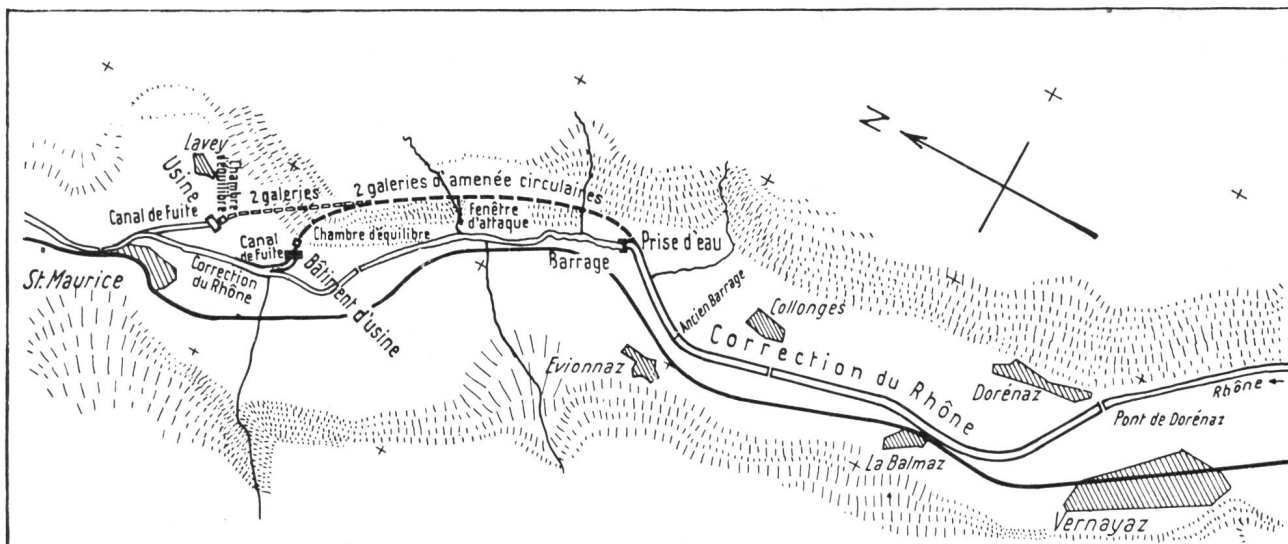 N
Lavey
Usine
Chambre
d'équilibre
2 galeries
2 galeries d'amenée circulaires
Canal de Fuite
Fenêtre
d'attaque
Chambre d'équilibre
Canal
de Fuite
Prise d'eau
Barrage
St. Maurice
Correction
du Rhône
Bâtiment d'usine
Ancien Barrage
Collonges
Correction du Rhône
Evionnaz
Dorénaz
Rhône
Pont de Dorénaz
La Balmaz
Vernayaz